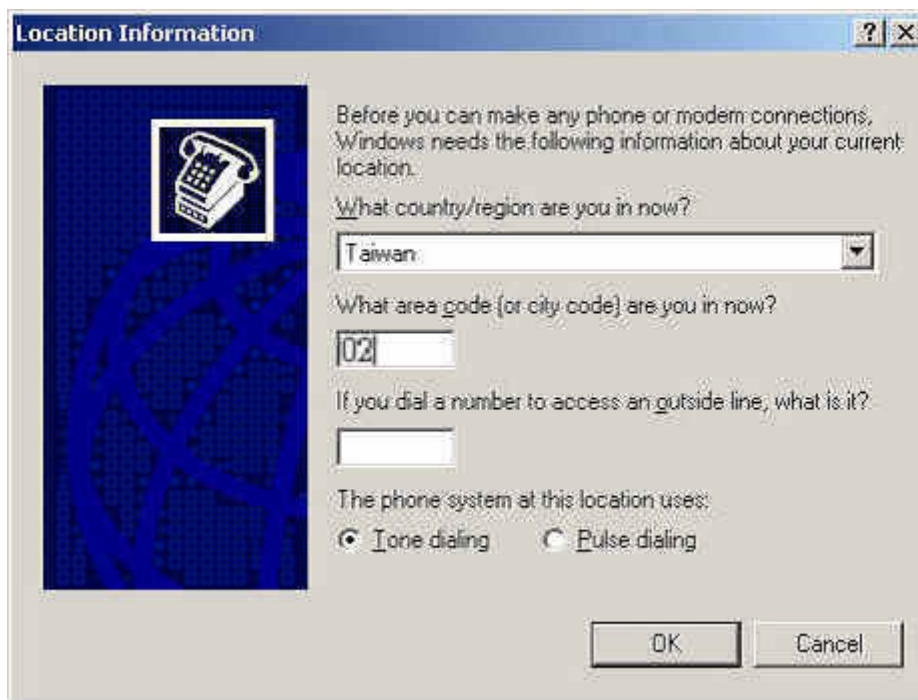 Location Information
Before you can make any phone or modem connections,
Windows needs the following information about your current
location.
What country/region are you in now?
Taiwan
What area code (or city code) are you in now?
02
If you dial a number to access an outside line, what is it?
The phone system at this location uses:
Tone dialing Pulse dialing
OK Cancel